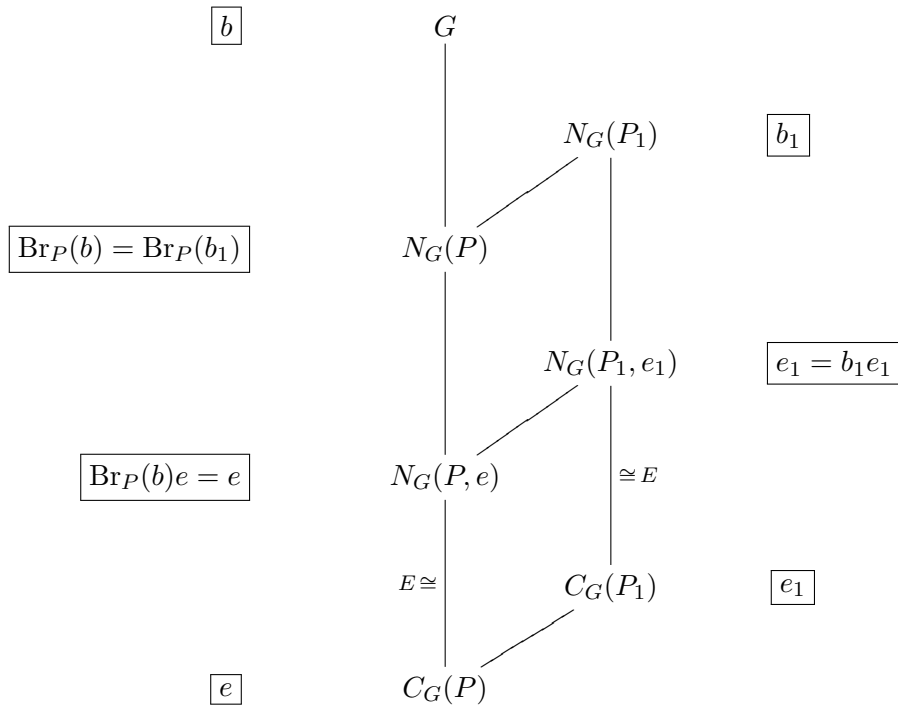 b G
N_G(P_1) b_1
Br_P(b) = Br_P(b_1) N_G(P)
N_G(P_1, e_1) e_1 = b_1e_1
Br_P(b)e = e N_G(P, e) ≅ E
E ≅ C_G(P_1) e_1
e C_G(P)